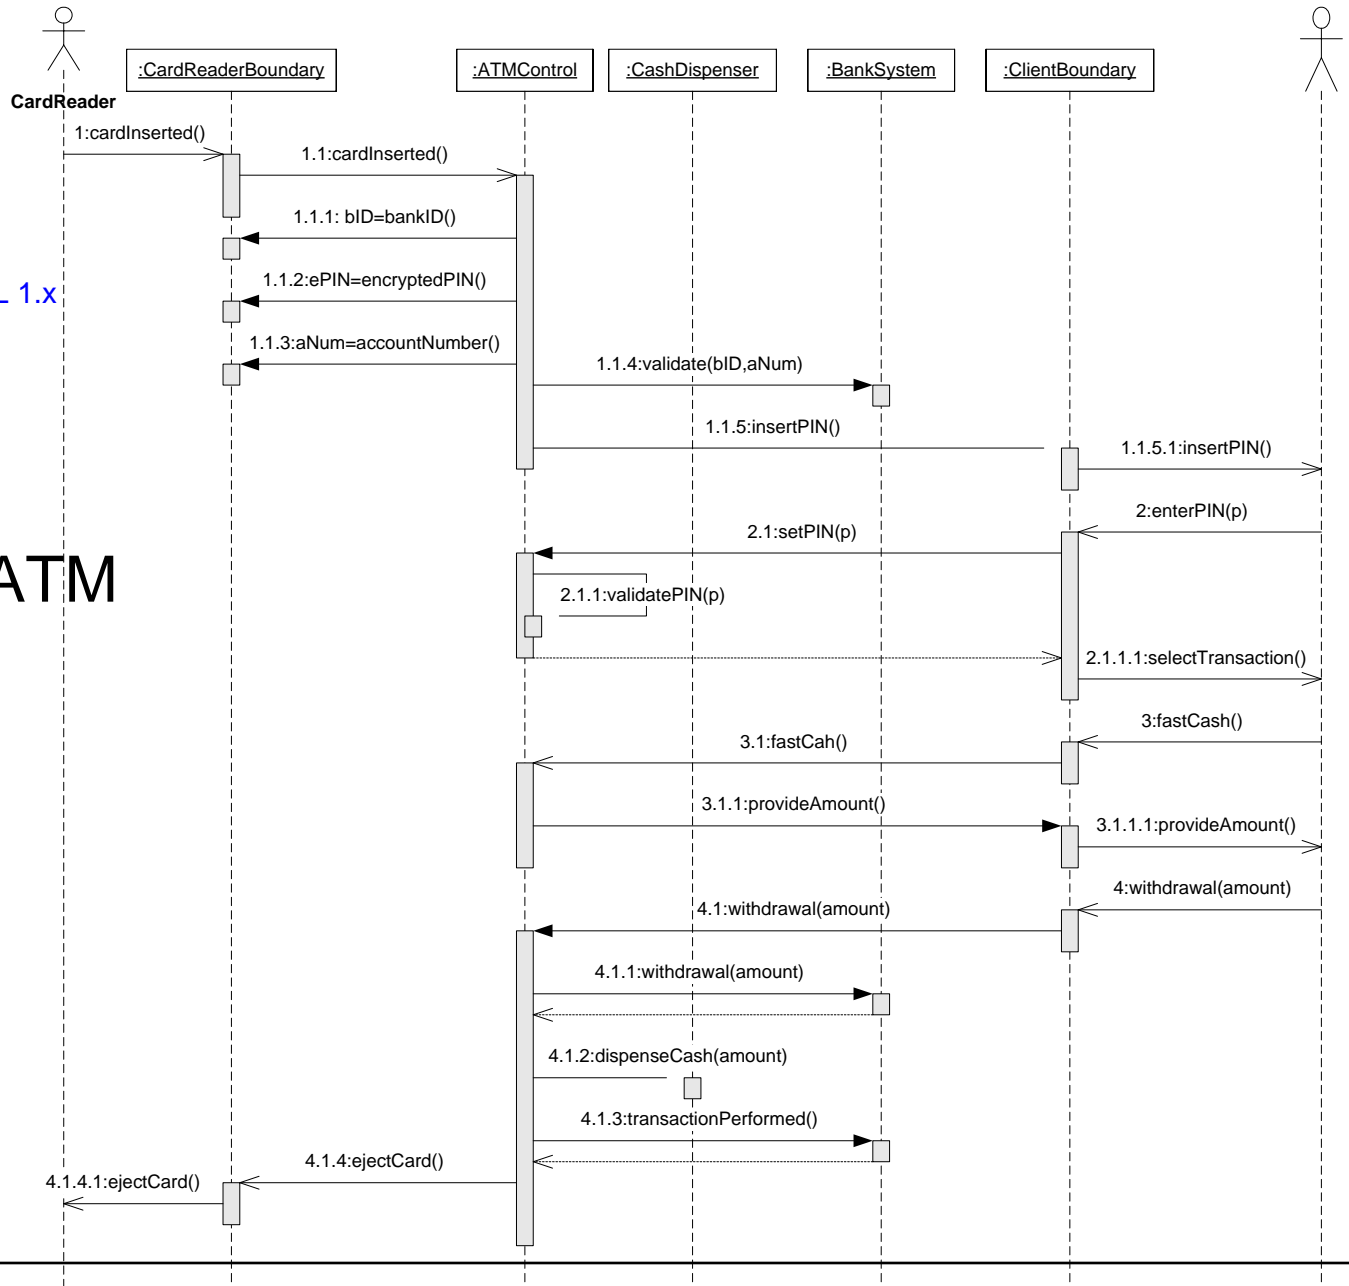 :CardReaderBoundary
:ATMControl
:CashDispenser
:BankSystem
:ClientBoundary
CardReader
1:cardInserted()
1.1:cardInserted()
1.1.1: bID=bankID()
1.1.2:ePIN=encryptedPIN()
L 1.x
1.1.3:aNum=accountNumber()
1.1.4:validate(bID,aNum)
1.1.5:insertPIN()
1.1.5.1:insertPIN()
2:enterPIN(p)
2.1:setPIN(p)
ATM
2.1.1:validatePIN(p)
2.1.1.1:selectTransaction()
3:fastCash()
3.1:fastCah()
3.1.1:provideAmount()
3.1.1.1:provideAmount()
4:withdrawal(amount)
4.1:withdrawal(amount)
4.1.1:withdrawal(amount)
4.1.2:dispenseCash(amount)
4.1.3:transactionPerformed()
4.1.4:ejectCard()
4.1.4.1:ejectCard()